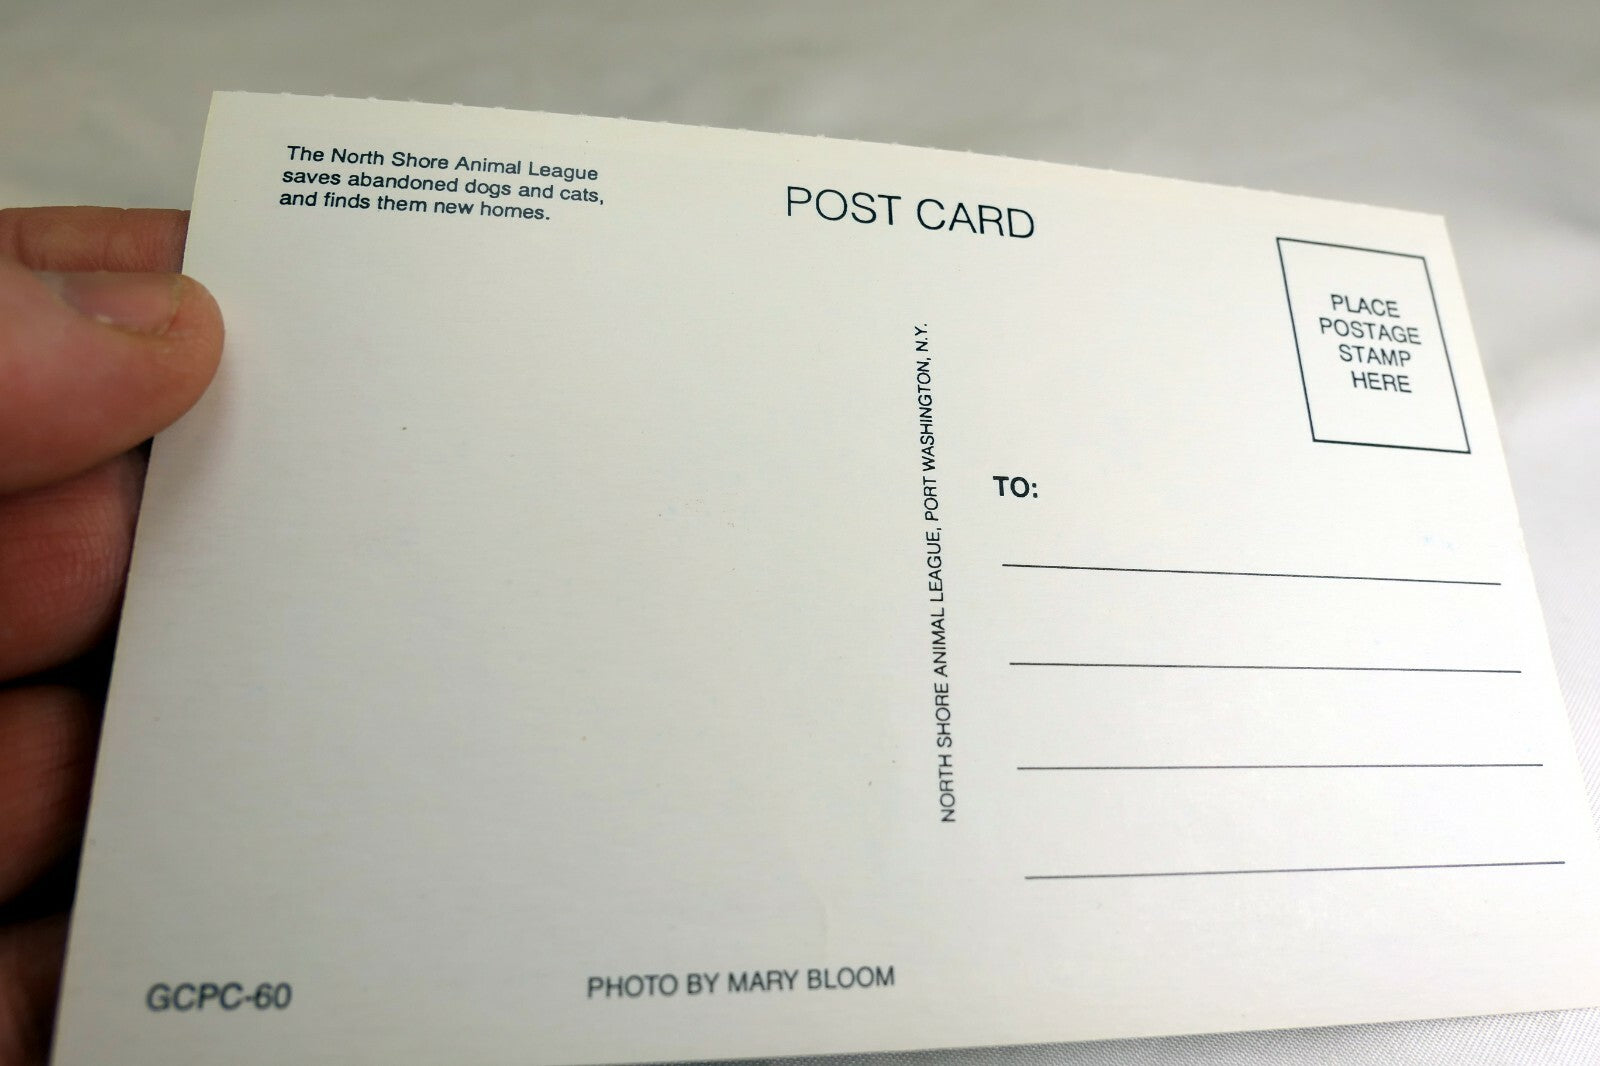 The North Shore Animal League
saves abandoned dogs and cats,
and finds them new homes.
POST CARD
PLACE
POSTAGE
STAMP
HERE
NORTH SHORE ANIMAL LEAGUE, PORT WASHINGTON, N.Y.
TO:
GCPC-60
PHOTO BY MARY BLOOM